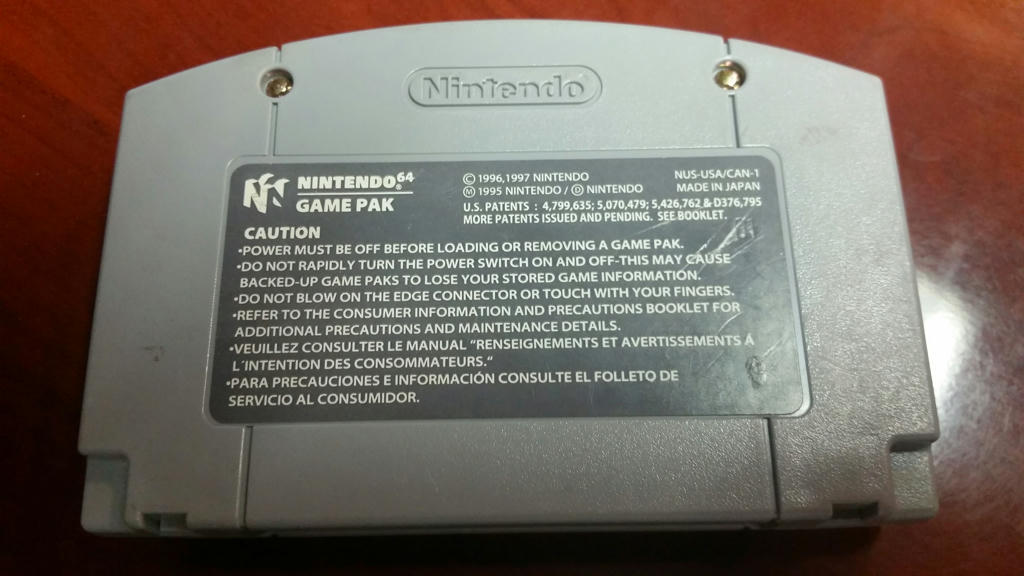 Nintendo
NINTENDO 64
GAME PAK
© 1996,1997 NINTENDO
Ⓜ 1995 NINTENDO / Ⓓ NINTENDO
NUS-USA/CAN-1
MADE IN JAPAN
U.S. PATENTS : 4,799,635; 5,070,479; 5,426,762 & D376,795
MORE PATENTS ISSUED AND PENDING. SEE BOOKLET.
CAUTION
•POWER MUST BE OFF BEFORE LOADING OR REMOVING A GAME PAK.
•DO NOT RAPIDLY TURN THE POWER SWITCH ON AND OFF-THIS MAY CAUSE
BACKED-UP GAME PAKS TO LOSE YOUR STORED GAME INFORMATION.
•DO NOT BLOW ON THE EDGE CONNECTOR OR TOUCH WITH YOUR FINGERS.
•REFER TO THE CONSUMER INFORMATION AND PRECAUTIONS BOOKLET FOR
ADDITIONAL PRECAUTIONS AND MAINTENANCE DETAILS.
•VEUILLEZ CONSULTER LE MANUAL "RENSEIGNEMENTS ET AVERTISSEMENTS À
L'INTENTION DES CONSOMMATEURS."
•PARA PRECAUCIONES E INFORMACIÓN CONSULTE EL FOLLETO DE
SERVICIO AL CONSUMIDOR.